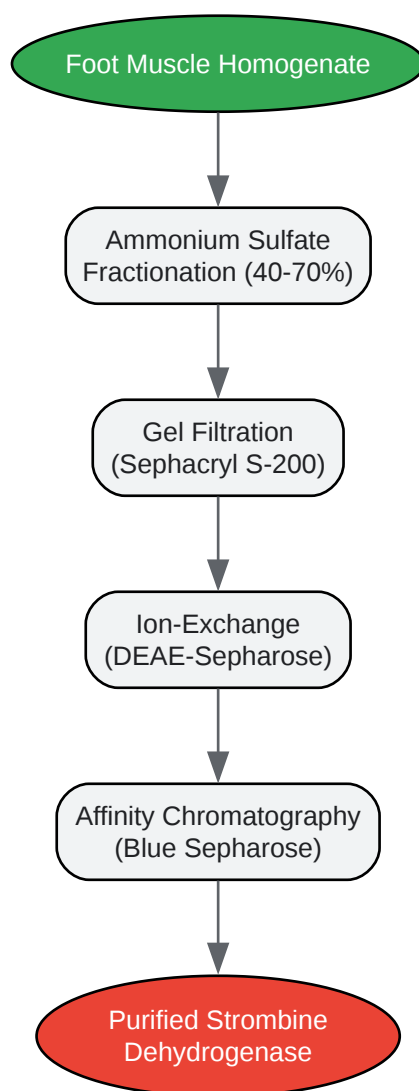 Foot Muscle Homogenate
Ammonium Sulfate
Fractionation (40-70%)
Gel Filtration
(Sephacryl S-200)
Ion-Exchange
(DEAE-Sepharose)
Affinity Chromatography
(Blue Sepharose)
Purified Strombine
Dehydrogenase